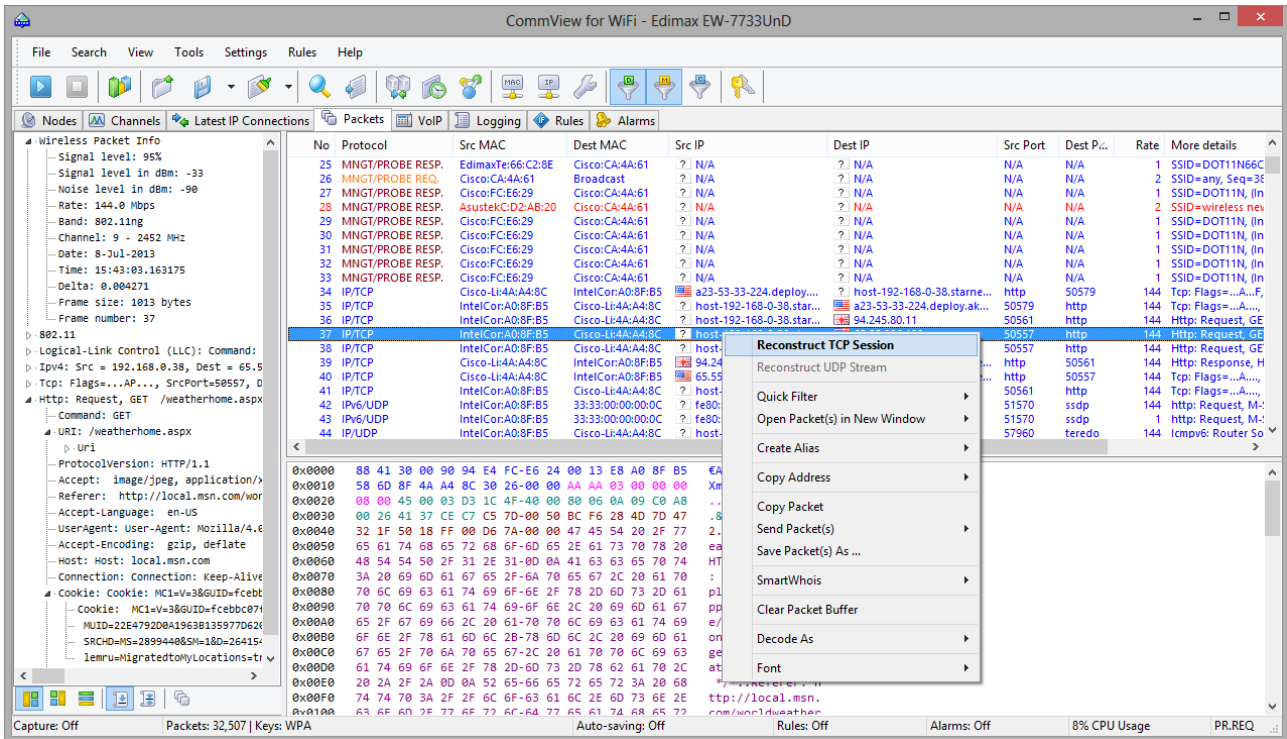 CommView for WiFi - Edimax EW-7733UnD
File Search View Tools Settings Rules Help
Nodes Channels Latest IP Connections Packets VoIP Logging Rules Alarms
Wireless Packet Info
Signal level: 95%
Signal level in dBm: -33
Noise level in dBm: -90
Rate: 144.0 Mbps
Band: 802.11ng
Channel: 9 - 2452 MHz
Date: 8-Jul-2013
Time: 15:43:03.163175
Delta: 0.004271
Frame size: 1013 bytes
Frame number: 37
802.11
Logical-Link Control (LLC): Command:
Ipv4: Src = 192.168.0.38, Dest = 65.5
Tcp: Flags=...AP..., SrcPort=50557, D
Http: Request, GET /weatherhome.aspx
Command: GET
URI: /weatherhome.aspx
Uri
ProtocolVersion: HTTP/1.1
Accept: image/jpeg, application/x
Referer: http://local.msn.com/wor
Accept-Language: en-US
UserAgent: User-Agent: Mozilla/4.0
Accept-Encoding: gzip, deflate
Host: Host: local.msn.com
Connection: Connection: Keep-Alive
Cookie: Cookie: MC1=V=3&GUID=fcebb
Cookie: MC1=V=3&GUID=fcebbc07f
MUID=22E4792D0A1963B135977D620
SRCHD=MS=2899440&SM=1&D=264154
lemru=MigratedtoMyLocations=tr
No Protocol Src MAC Dest MAC Src IP Dest IP Src Port Dest P... Rate More details
25 MNGT/PROBE RESP. EdimaxTe:66:C2:8E Cisco:CA:4A:61 ? N/A ? N/A N/A N/A 1 SSID=DOT11N66C
26 MNGT/PROBE REQ. Cisco:CA:4A:61 Broadcast ? N/A ? N/A N/A N/A 2 SSID=any, Seq=38
27 MNGT/PROBE RESP. Cisco:FC:E6:29 Cisco:CA:4A:61 ? N/A ? N/A N/A N/A 1 SSID=DOT11N, (In
28 MNGT/PROBE RESP. AsustekC:D2:AB:20 Cisco:CA:4A:61 ? N/A ? N/A N/A N/A 2 SSID=wireless new
29 MNGT/PROBE RESP. Cisco:FC:E6:29 Cisco:CA:4A:61 ? N/A ? N/A N/A N/A 1 SSID=DOT11N, (In
30 MNGT/PROBE RESP. Cisco:FC:E6:29 Cisco:CA:4A:61 ? N/A ? N/A N/A N/A 1 SSID=DOT11N, (In
31 MNGT/PROBE RESP. Cisco:FC:E6:29 Cisco:CA:4A:61 ? N/A ? N/A N/A N/A 1 SSID=DOT11N, (In
32 MNGT/PROBE RESP. Cisco:FC:E6:29 Cisco:CA:4A:61 ? N/A ? N/A N/A N/A 1 SSID=DOT11N, (In
33 MNGT/PROBE RESP. Cisco:FC:E6:29 Cisco:CA:4A:61 ? N/A ? N/A N/A N/A 1 SSID=DOT11N, (In
34 IP/TCP Cisco-Li:4A:A4:8C IntelCor:A0:8F:B5 a23-53-33-224.deploy.... ? host-192-168-0-38.starne... http 50579 144 Tcp: Flags=...A...F,
35 IP/TCP IntelCor:A0:8F:B5 Cisco-Li:4A:A4:8C ? host-192-168-0-38.star... a23-53-33-224.deploy.ak... 50579 http 144 Tcp: Flags=...A....,
36 IP/TCP IntelCor:A0:8F:B5 Cisco-Li:4A:A4:8C ? host-192-168-0-38.star... 94.245.80.11 50561 http 144 Http: Request, GE
37 IP/TCP IntelCor:A0:8F:B5 Cisco-Li:4A:A4:8C ? host- 50557 http 144 Http: Request, GE
38 IP/TCP IntelCor:A0:8F:B5 Cisco-Li:4A:A4:8C ? host- 50557 http 144 Http: Request, GE
39 IP/TCP Cisco-Li:4A:A4:8C IntelCor:A0:8F:B5 94.24 e... http 50561 144 Http: Response, H
40 IP/TCP Cisco-Li:4A:A4:8C IntelCor:A0:8F:B5 65.55 e... http 50557 144 Tcp: Flags=...A....,
41 IP/TCP IntelCor:A0:8F:B5 Cisco-Li:4A:A4:8C ? host- 50561 http 144 Tcp: Flags=...A....,
42 IPv6/UDP IntelCor:A0:8F:B5 33:33:00:00:00:0C ? fe80: 51570 ssdp 144 http: Request, M-S
43 IPv6/UDP IntelCor:A0:8F:B5 33:33:00:00:00:0C ? fe80: 51570 ssdp 1 http: Request, M-S
44 IP/UDP IntelCor:A0:8F:B5 Cisco-Li:4A:A4:8C ? host- 57960 teredo 144 Icmpv6: Router So
Reconstruct TCP Session
Reconstruct UDP Stream
Quick Filter
Open Packet(s) in New Window
Create Alias
Copy Address
Copy Packet
Send Packet(s)
Save Packet(s) As ...
SmartWhois
Clear Packet Buffer
Decode As
Font
0x0000 88 41 30 00 90 94 E4 FC-E6 24 00 13 E8 A0 8F B5 €A
0x0010 58 6D 8F 4A A4 8C 30 26-00 00 AA AA 03 00 00 00 Xm
0x0020 08 00 45 00 03 D3 1C 4F-40 00 80 06 0A 09 C0 A8 ..
0x0030 00 26 41 37 CE C7 C5 7D-00 50 BC F6 28 4D 7D 47 .&
0x0040 32 1F 50 18 FF 00 D6 7A-00 00 47 45 54 20 2F 77 2.
0x0050 65 61 74 68 65 72 68 6F-6D 65 2E 61 73 70 78 20 ea
0x0060 48 54 54 50 2F 31 2E 31-0D 0A 41 63 63 65 70 74 HT
0x0070 3A 20 69 6D 61 67 65 2F-6A 70 65 67 2C 20 61 70 :
0x0080 70 6C 69 63 61 74 69 6F-6E 2F 78 2D 6D 73 2D 61 pl
0x0090 70 70 6C 69 63 61 74 69-6F 6E 2C 20 69 6D 61 67 pp
0x00A0 65 2F 67 69 66 2C 20 61-70 70 6C 69 63 61 74 69 e/
0x00B0 6F 6E 2F 78 61 6D 6C 2B-78 6D 6C 2C 20 69 6D 61 on
0x00C0 67 65 2F 70 6A 70 65 67-2C 20 61 70 70 6C 69 63 ge
0x00D0 61 74 69 6F 6E 2F 78 2D-6D 73 2D 78 62 61 70 2C at
0x00E0 20 2A 2F 2A 0D 0A 52 65-66 65 72 65 72 3A 20 68 */*..Referer: h
0x00F0 74 74 70 3A 2F 2F 6C 6F-63 61 6C 2E 6D 73 6E 2E ttp://local.msn.
0x0100 63 6F 6D 2F 77 6F 72 6C-64 77 65 61 74 68 65 72 com/worldweather
Capture: Off Packets: 32,507 | Keys: WPA Auto-saving: Off Rules: Off Alarms: Off 8% CPU Usage PR.REQ